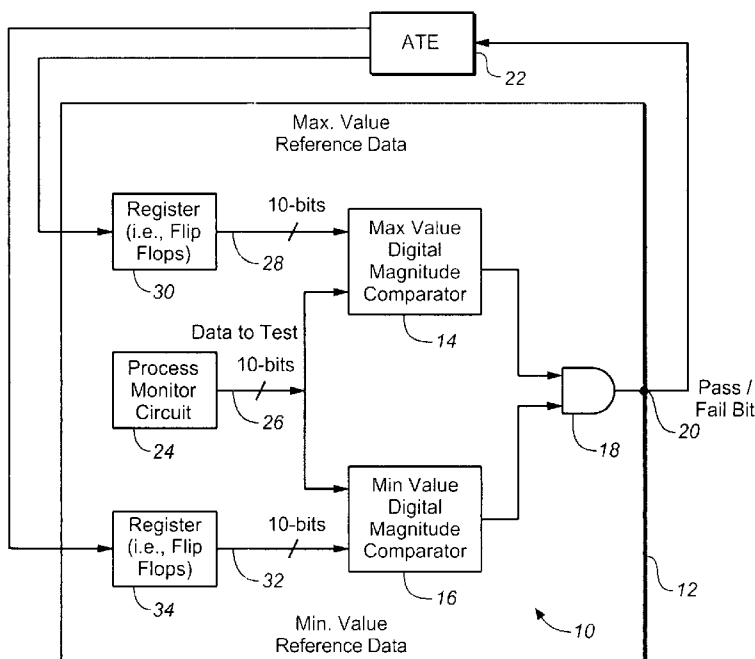 ATE
22
Max. Value
Reference Data
Register
(i.e., Flip
Flops)
30
10-bits
28
Max Value
Digital
Magnitude
Comparator
14
Data to Test
10-bits
Process
Monitor
Circuit
24
26
18
20
Pass /
Fail Bit
Register
(i.e., Flip
Flops)
34
10-bits
32
Min Value
Digital
Magnitude
Comparator
16
12
10
Min. Value
Reference Data